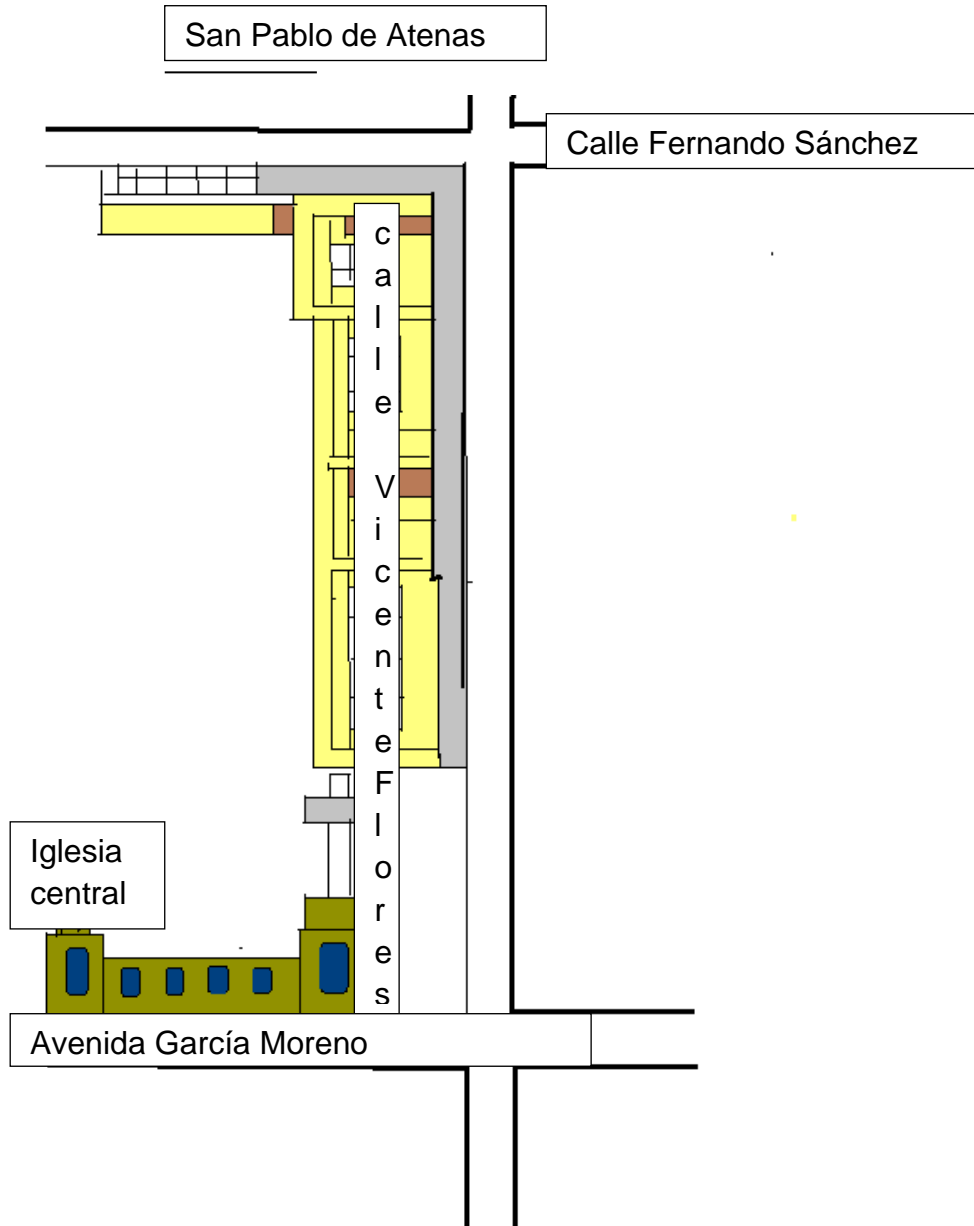 San Pablo de Atenas
Calle Fernando Sánchez
calle Vicente Flores
Iglesia
central
Avenida García Moreno